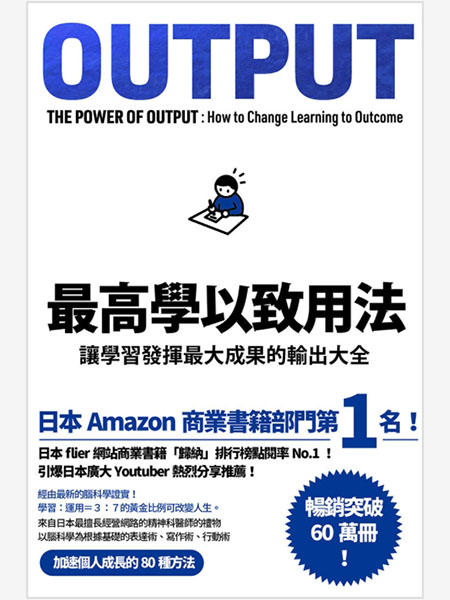 OUTPUT
THE POWER OF OUTPUT : How to Change Learning to Outcome
最高學以致用法
讓學習發揮最大成果的輸出大全
日本 Amazon 商業書籍部門第1名！
日本 flier 網站商業書籍「歸納」排行榜點閱率 No.1 ！
引爆日本廣大 Youtuber 熱烈分享推薦！
經由最新的腦科學證實！
學習：運用＝3：7的黃金比例可改變人生。
來自日本最擅長經營網路的精神科醫師的禮物
以腦科學為根據基礎的表達術、寫作術、行動術
加速個人成長的 80 種方法
暢銷突破
60 萬冊
！